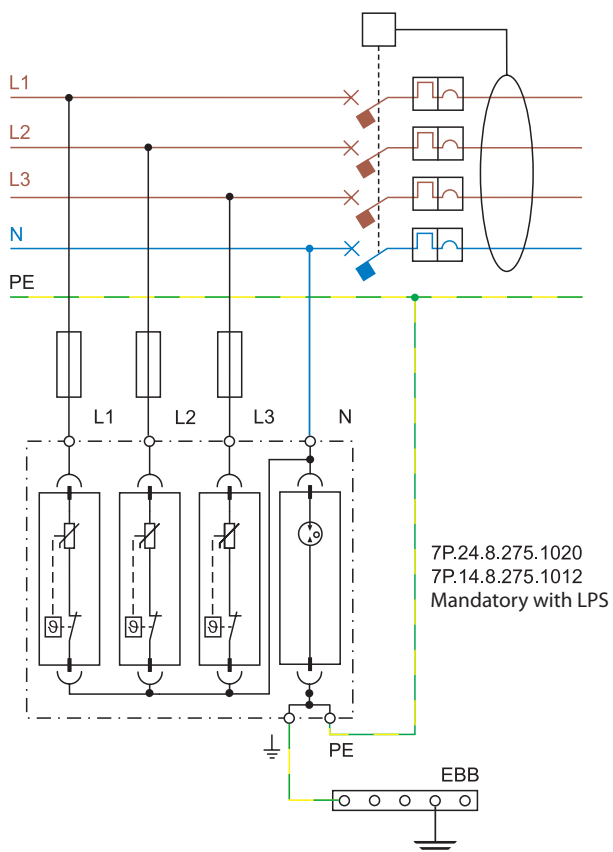 L1
L2
L3
N
PE
L1 L2 L3 N
ϑ ϑ ϑ
7P.24.8.275.1020
7P.14.8.275.1012
Mandatory with LPS
PE
EBB